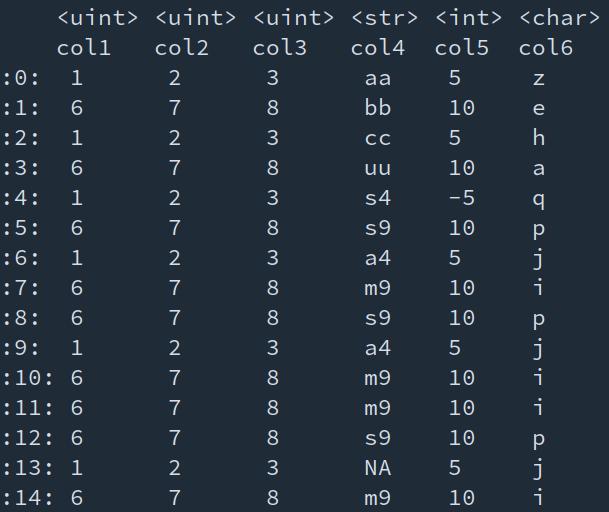 <uint> <uint> <uint> <str> <int> <char>
col1 col2 col3 col4 col5 col6
:0: 1 2 3 aa 5 z
:1: 6 7 8 bb 10 e
:2: 1 2 3 cc 5 h
:3: 6 7 8 uu 10 a
:4: 1 2 3 s4 -5 q
:5: 6 7 8 s9 10 p
:6: 1 2 3 a4 5 j
:7: 6 7 8 m9 10 i
:8: 6 7 8 s9 10 p
:9: 1 2 3 a4 5 j
:10: 6 7 8 m9 10 i
:11: 6 7 8 m9 10 i
:12: 6 7 8 s9 10 p
:13: 1 2 3 NA 5 j
:14: 6 7 8 m9 10 i